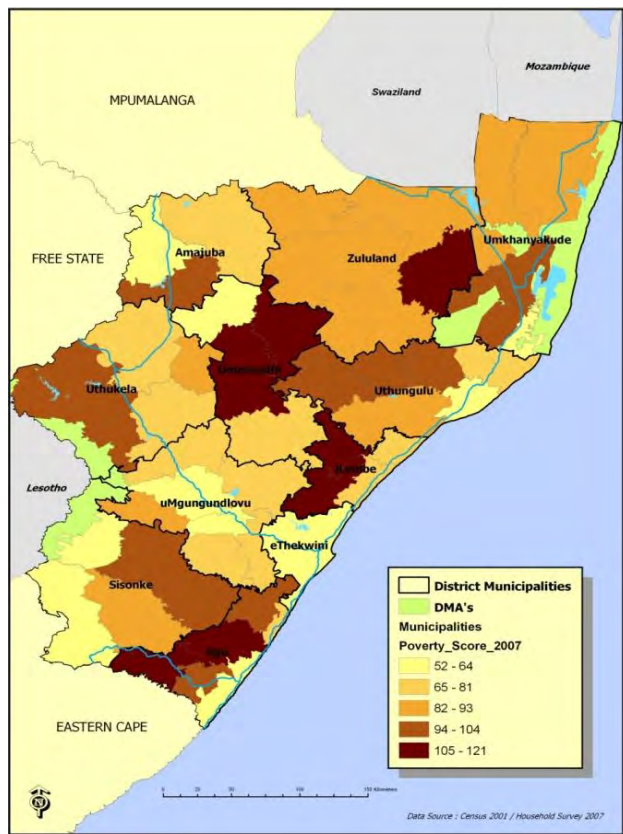 Mozambique
Swaziland
MPUMALANGA
FREE STATE
Amajuba
Zululand
Umkhanyakude
Uthukela
Uthungulu
Lesotho
uMgungundlovu
eThekwini
Sisonke
EASTERN CAPE
District Municipalities
DMA's
Municipalities
Poverty_Score_2007
52 - 64
65 - 81
82 - 93
94 - 104
105 - 121
N
Data Source : Census 2001 / Household Survey 2007